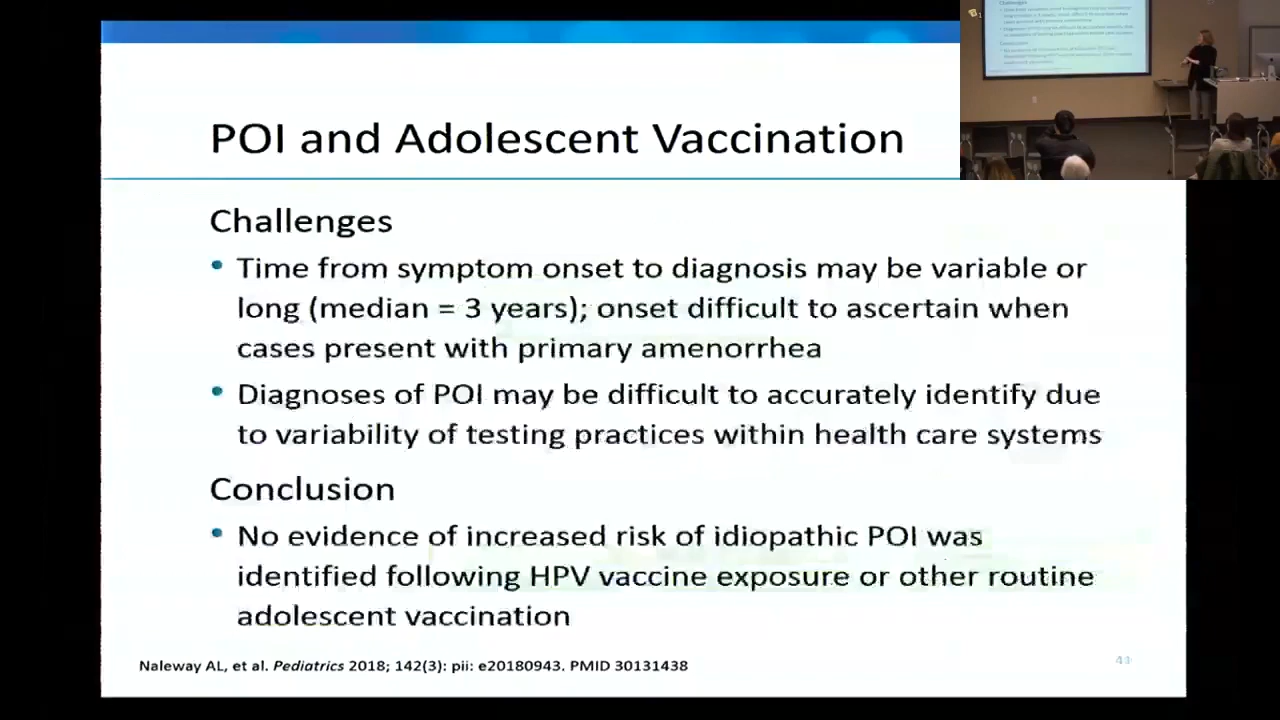 POI and Adolescent Vaccination
Challenges
• Time from symptom onset to diagnosis may be variable or
long (median = 3 years); onset difficult to ascertain when
cases present with primary amenorrhea
• Diagnoses of POI may be difficult to accurately identify due
to variability of testing practices within health care systems
Conclusion
• No evidence of increased risk of idiopathic POI was
identified following HPV vaccine exposure or other routine
adolescent vaccination
Naleway AL, et al. Pediatrics 2018; 142(3): pii: e20180943. PMID 30131438